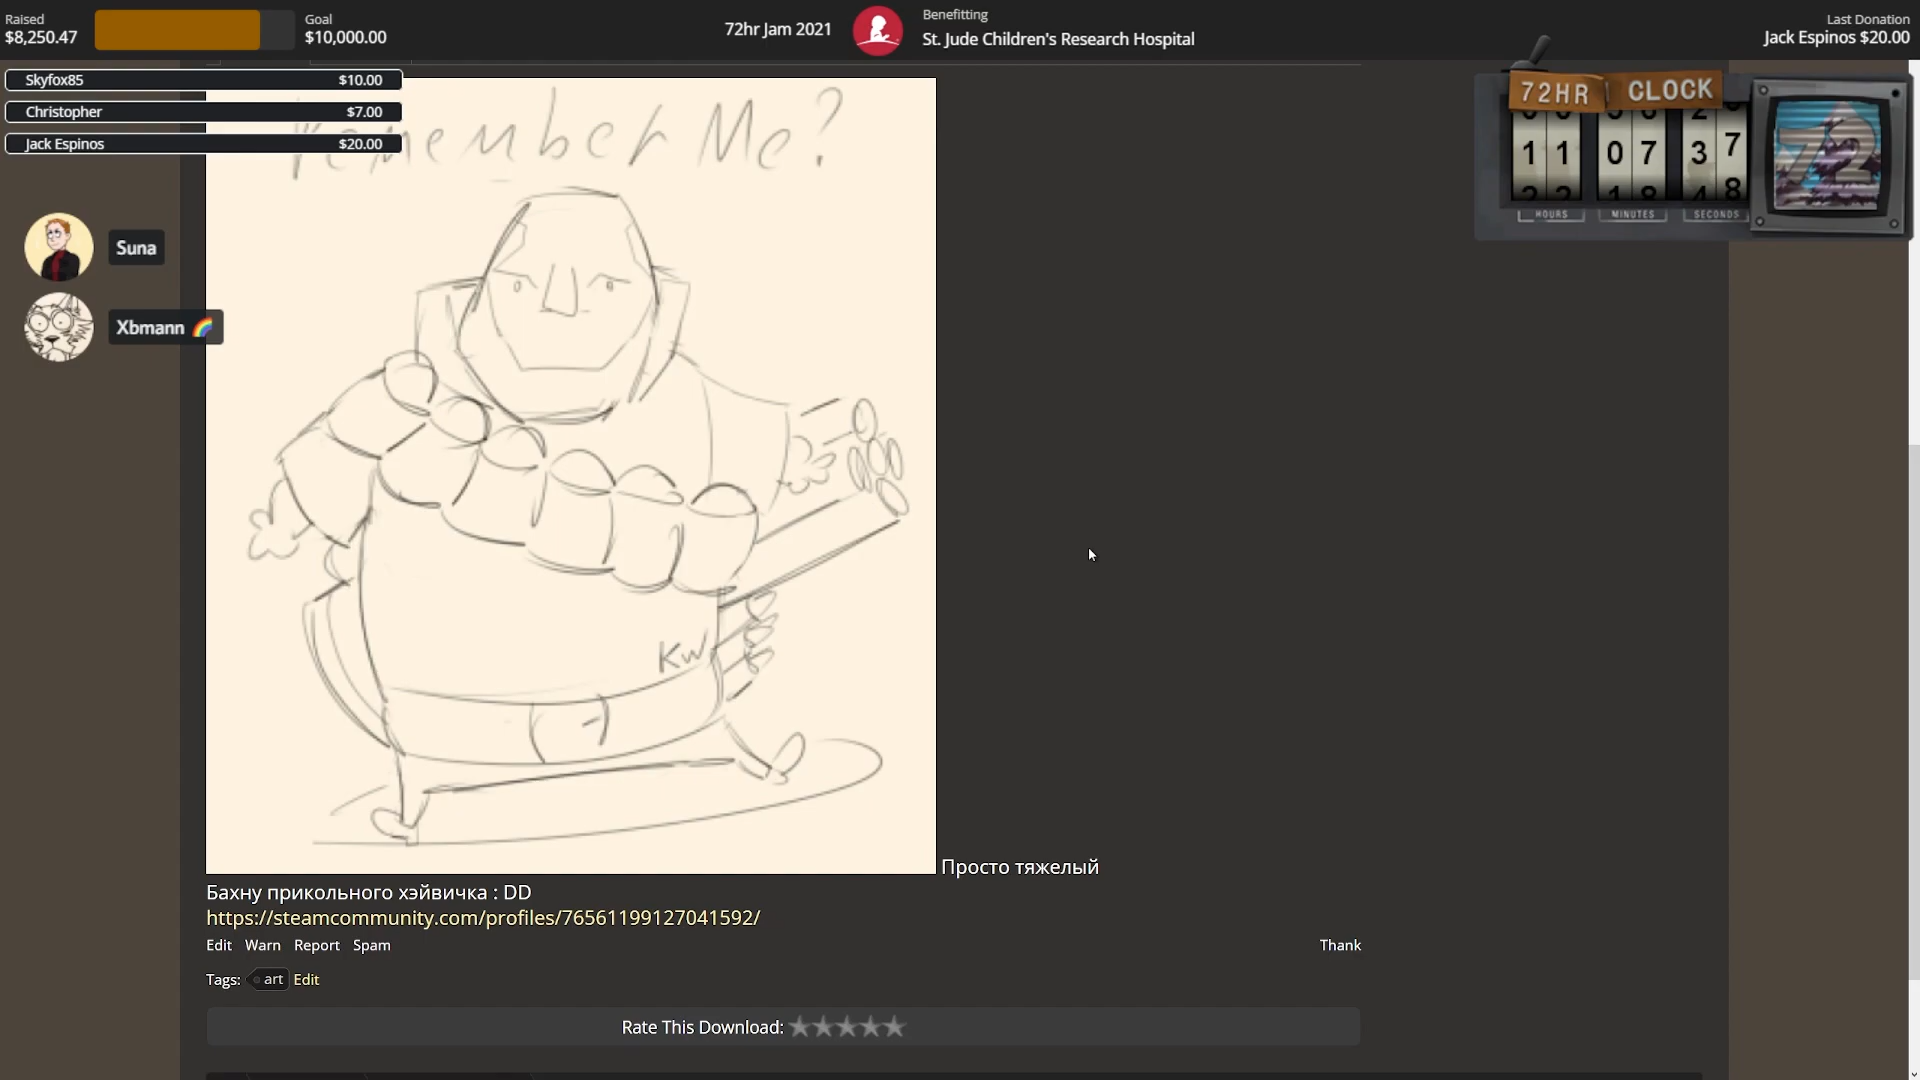 Raised
$8,250.47
Goal
$10,000.00
72hr Jam 2021
Benefitting
St. Jude Children's Research Hospital
Last Donation
Jack Espinos $20.00
Skyfox85 $10.00
Christopher $7.00
Jack Espinos $20.00
72HR CLOCK
11 07 37
HOURS MINUTES SECONDS
72
Suna
Xbmann 🌈
Remember Me?
KW
Просто тяжелый
Бахну прикольного хэйвичка : DD
https://steamcommunity.com/profiles/76561199127041592/
Edit Warn Report Spam
Thank
Tags: art Edit
Rate This Download: